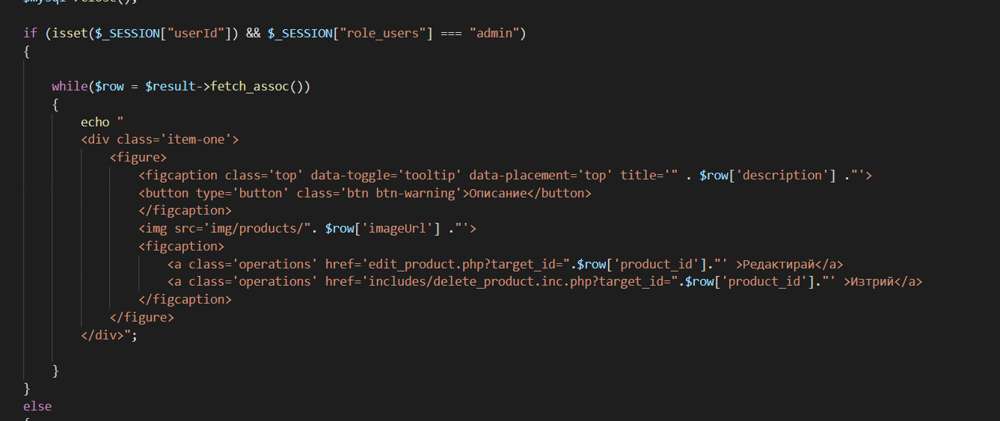 $mysql->close();
if (isset($_SESSION["userId"]) && $_SESSION["role_users"] === "admin")
{
while($row = $result->fetch_assoc())
{
echo "
<div class='item-one'>
<figure>
<figcaption class='top' data-toggle='tooltip' data-placement='top' title='" . $row['description'] ."'>
<button type='button' class='btn btn-warning'>Описание</button>
</figcaption>
<img src='img/products/". $row['imageUrl'] ."'>
<figcaption>
<a class='operations' href='edit_product.php?target_id=".$row['product_id']."' >Редактирай</a>
<a class='operations' href='includes/delete_product.inc.php?target_id=".$row['product_id']."' >Изтрий</a>
</figcaption>
</figure>
</div>";
}
}
else
{